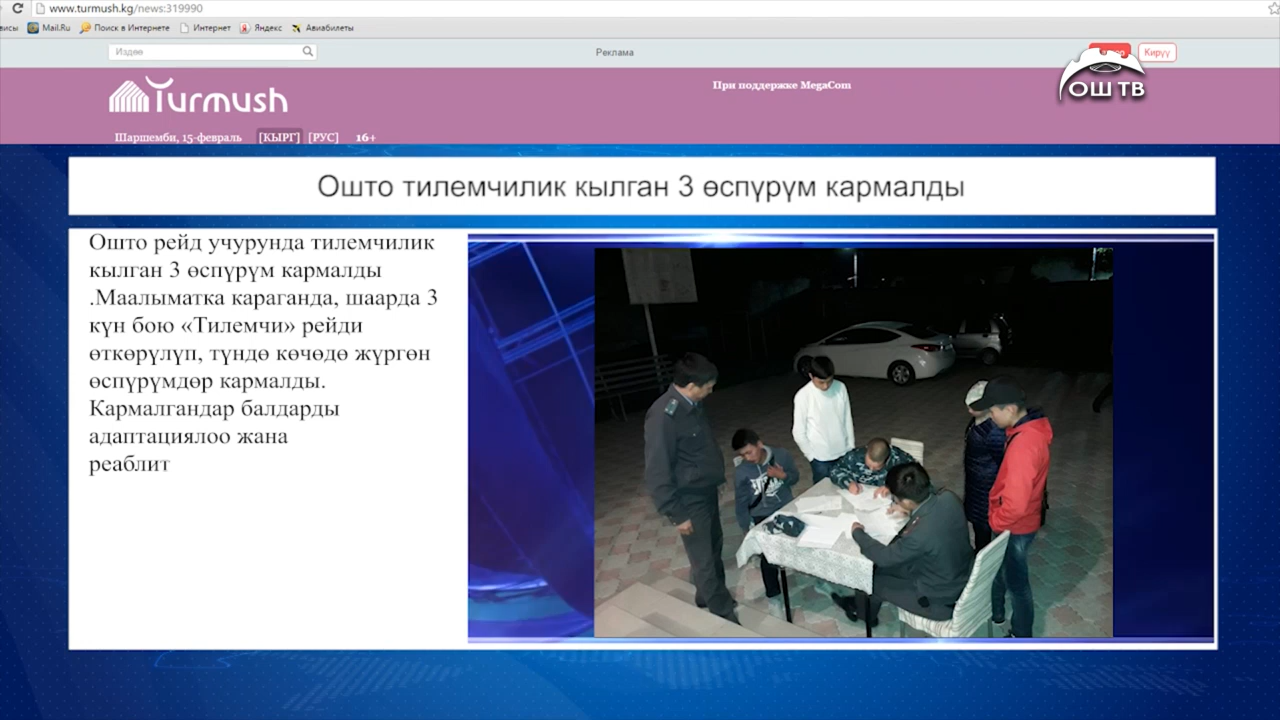 www.turmush.kg/news:319990
висы Mail.Ru Поиск в Интернете Интернет Яндекс Авиабилеты
Издөө Реклама Кирүү
Turmush
При поддержке MegaCom
ОШ ТВ
Шаршемби, 15-февраль [КЫРГ] [РУС] 16+
Ошто тилемчилик кылган 3 өспүрүм кармалды
Ошто рейд учурунда тилемчилик
кылган 3 өспүрүм кармалды
.Маалыматка караганда, шаарда 3
күн бою «Тилемчи» рейди
өткөрүлүп, түндө көчөдө жүргөн
өспүрүмдөр кармалды.
Кармалгандар балдарды
адаптациялоо жана
реаблит